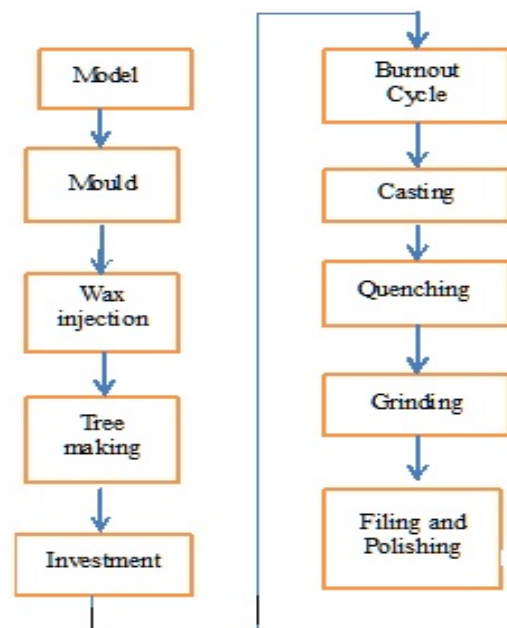 Model
Mould
Wax
injection
Tree
making
Investment
Burnout
Cycle
Casting
Quenching
Grinding
Filing and
Polishing